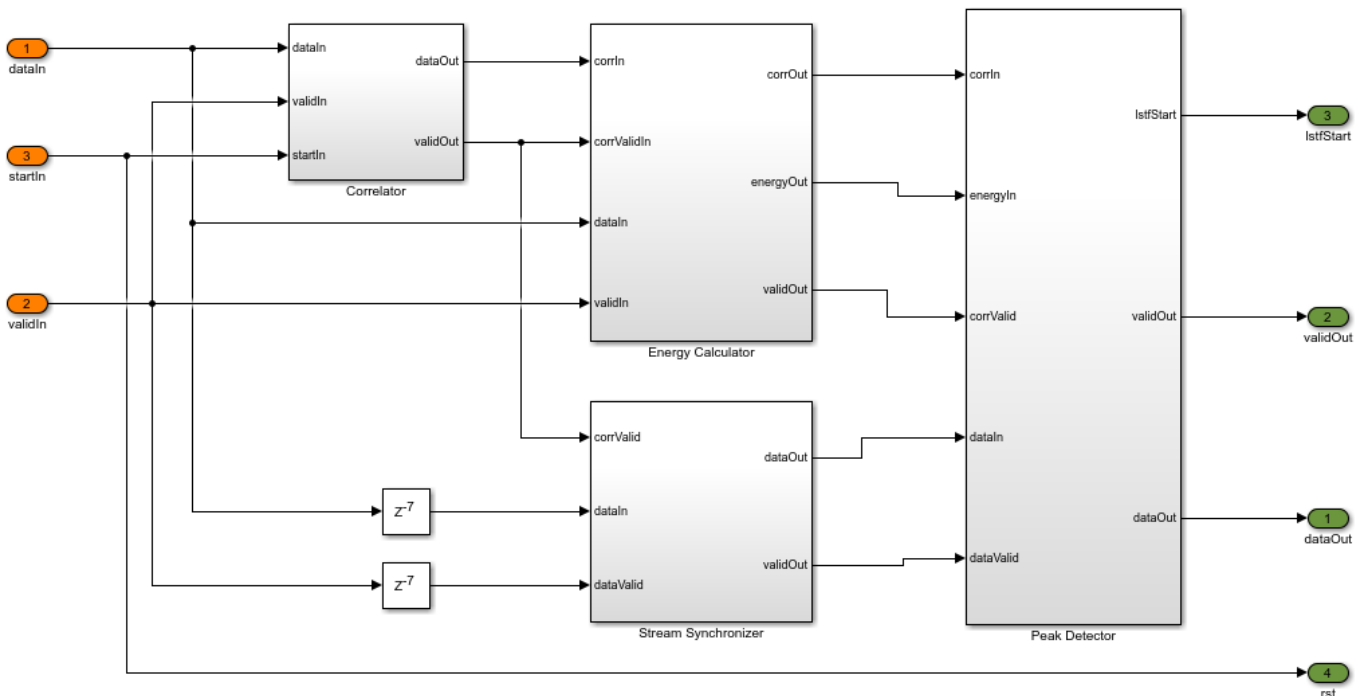 1
dataIn
3
startIn
2
validIn
dataIn
validIn
startIn
dataOut
validOut
Correlator
corrIn
corrValidIn
dataIn
validIn
corrOut
energyOut
validOut
Energy Calculator
Z-7
Z-7
corrValid
dataIn
dataValid
dataOut
validOut
Stream Synchronizer
corrIn
energyIn
corrValid
dataIn
dataValid
lstfStart
validOut
dataOut
Peak Detector
3
lstfStart
2
validOut
1
dataOut
4
rst